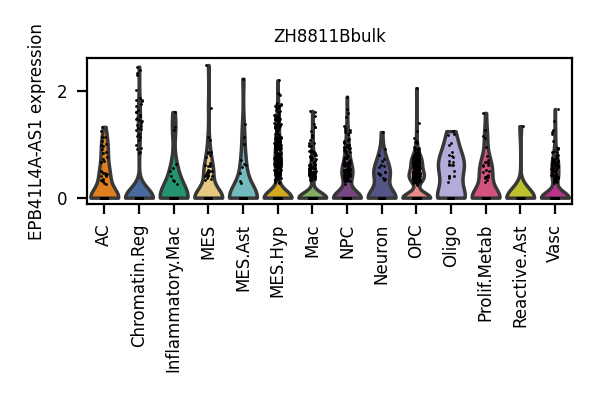 ZH8811Bbulk
EPB41L4A-AS1 expression
2
0
AC
Chromatin.Reg
Inflammatory.Mac
MES
MES.Ast
MES.Hyp
Mac
NPC
Neuron
OPC
Oligo
Prolif.Metab
Reactive.Ast
Vasc